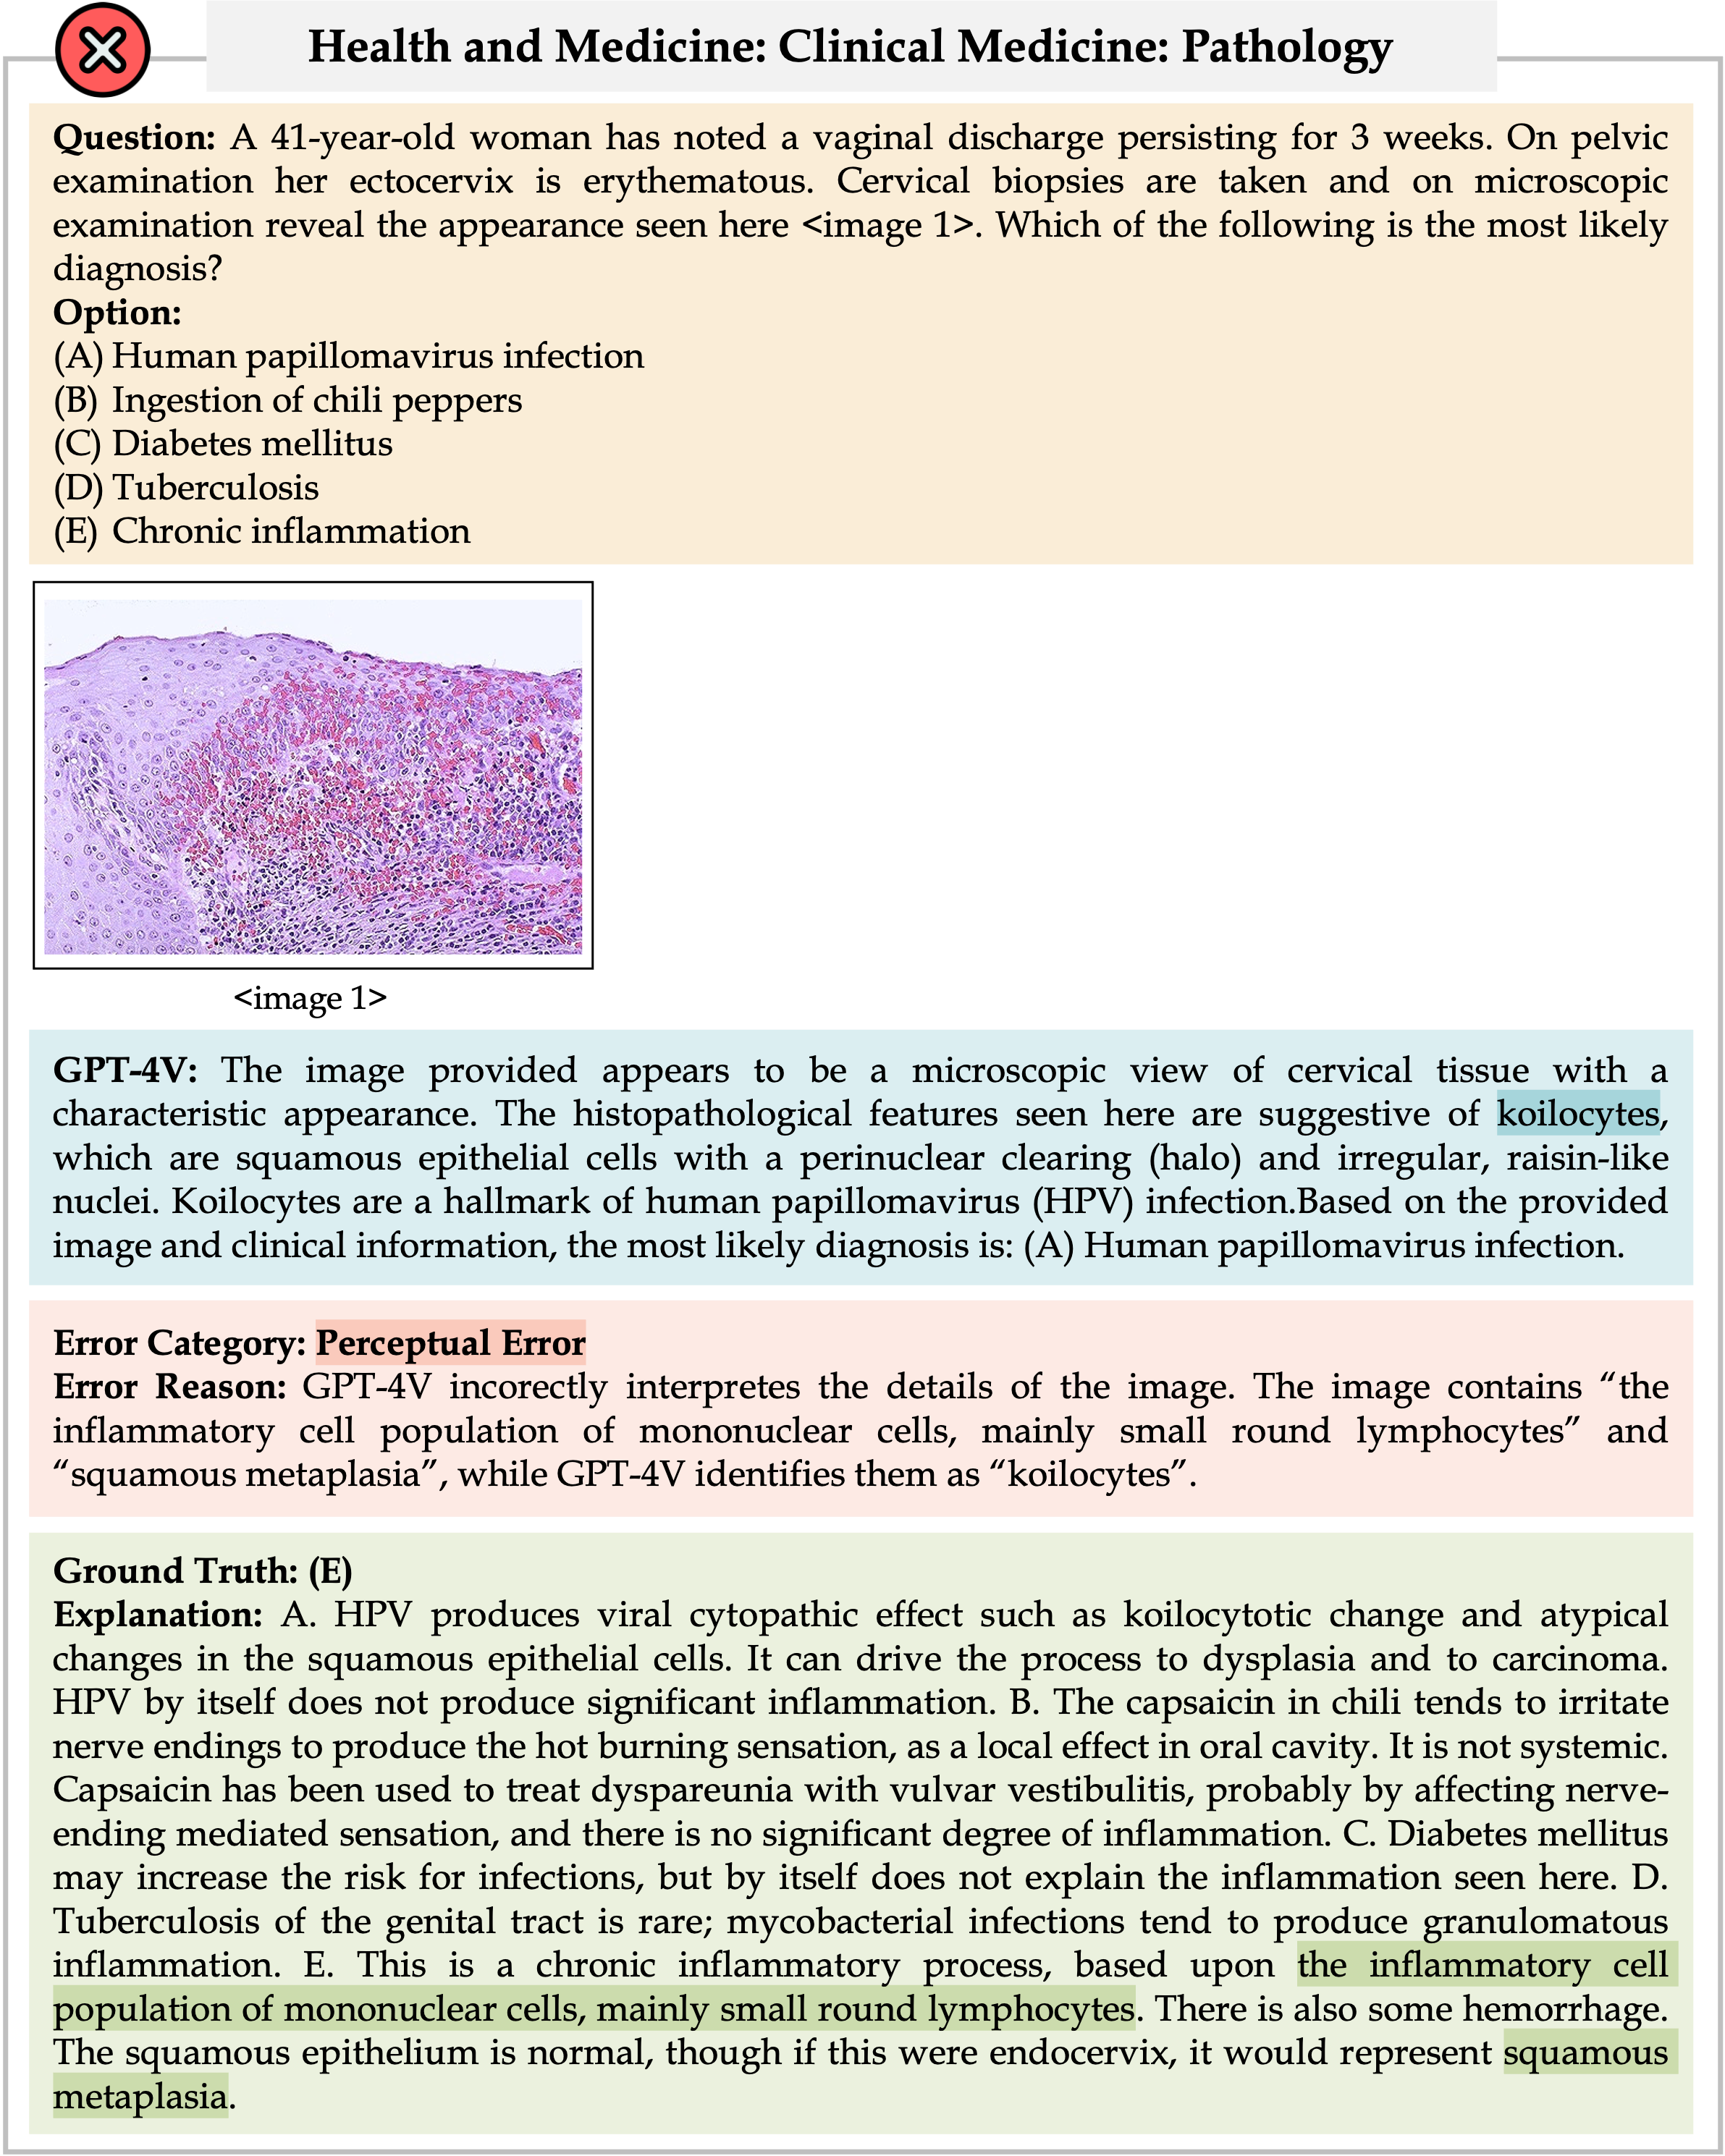 Health and Medicine: Clinical Medicine: Pathology
Question: A 41-year-old woman has noted a vaginal discharge persisting for 3 weeks. On pelvic
examination her ectocervix is erythematous. Cervical biopsies are taken and on microscopic
examination reveal the appearance seen here <image 1>. Which of the following is the most likely
diagnosis?
Option:
(A) Human papillomavirus infection
(B) Ingestion of chili peppers
(C) Diabetes mellitus
(D) Tuberculosis
(E) Chronic inflammation
<image 1>
GPT-4V: The image provided appears to be a microscopic view of cervical tissue with a
characteristic appearance. The histopathological features seen here are suggestive of koilocytes,
which are squamous epithelial cells with a perinuclear clearing (halo) and irregular, raisin-like
nuclei. Koilocytes are a hallmark of human papillomavirus (HPV) infection.Based on the provided
image and clinical information, the most likely diagnosis is: (A) Human papillomavirus infection.
Error Category: Perceptual Error
Error Reason: GPT-4V incorectly interpretes the details of the image. The image contains “the
inflammatory cell population of mononuclear cells, mainly small round lymphocytes” and
“squamous metaplasia”, while GPT-4V identifies them as “koilocytes”.
Ground Truth: (E)
Explanation: A. HPV produces viral cytopathic effect such as koilocytotic change and atypical
changes in the squamous epithelial cells. It can drive the process to dysplasia and to carcinoma.
HPV by itself does not produce significant inflammation. B. The capsaicin in chili tends to irritate
nerve endings to produce the hot burning sensation, as a local effect in oral cavity. It is not systemic.
Capsaicin has been used to treat dyspareunia with vulvar vestibulitis, probably by affecting nerve-
ending mediated sensation, and there is no significant degree of inflammation. C. Diabetes mellitus
may increase the risk for infections, but by itself does not explain the inflammation seen here. D.
Tuberculosis of the genital tract is rare; mycobacterial infections tend to produce granulomatous
inflammation. E. This is a chronic inflammatory process, based upon the inflammatory cell
population of mononuclear cells, mainly small round lymphocytes. There is also some hemorrhage.
The squamous epithelium is normal, though if this were endocervix, it would represent squamous
metaplasia.